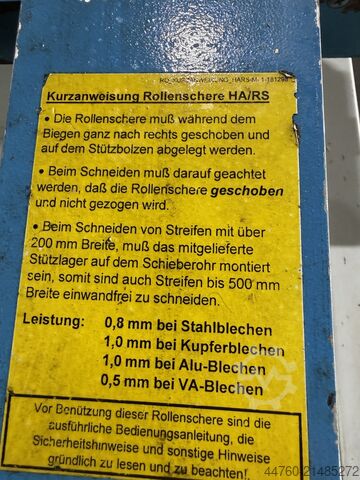 RO_KURZANWEISUNG_HARS-M-1-181298
Kurzanweisung Rollenschere HA/RS
• Die Rollenschere muß während dem
Biegen ganz nach rechts geschoben und
auf dem Stützbolzen abgelegt werden.
• Beim Schneiden muß darauf geachtet
werden, daß die Rollenschere geschoben
und nicht gezogen wird.
• Beim Schneiden von Streifen mit über
200 mm Breite, muß das mitgelieferte
Stützlager auf dem Schieberohr montiert
sein, somit sind auch Streifen bis 500 mm
Breite einwandfrei zu schneiden.
Leistung: 0,8 mm bei Stahlblechen
1,0 mm bei Kupferblechen
1,0 mm bei Alu-Blechen
0,5 mm bei VA-Blechen
Vor Benützung dieser Rollenschere sind die
ausführliche Bedienungsanleitung, die
Sicherheitshinweise und sonstige Hinweise
gründlich zu lesen und zu beachten!
44760-21485272